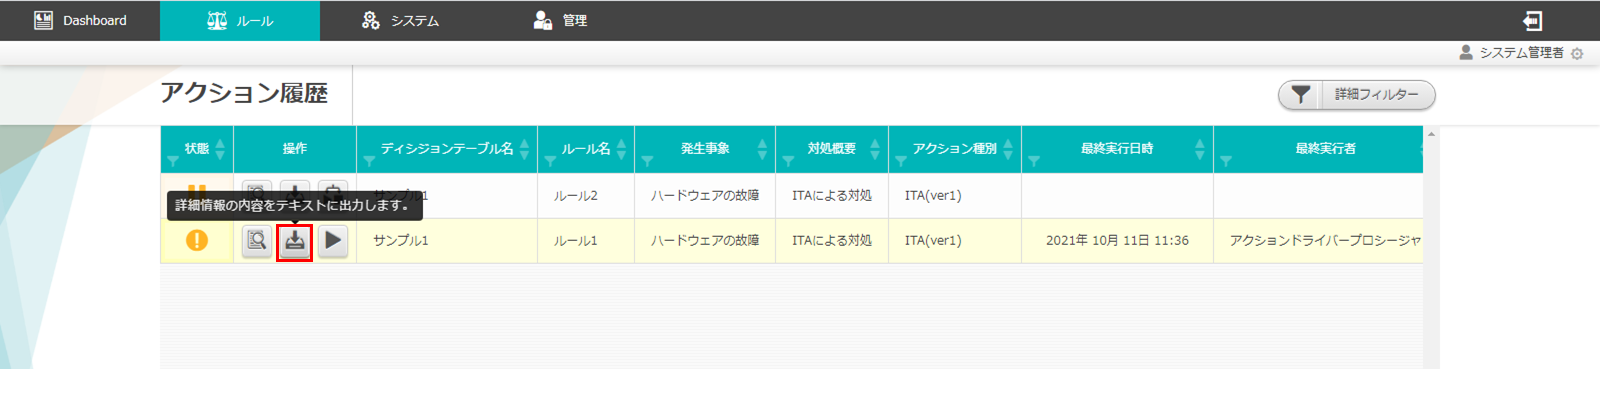 Dashboard ルール システム 管理
システム管理者
アクション履歴 詳細フィルター
状態 操作 ディシジョンテーブル名 ルール名 発生事象 対処概要 アクション種別 最終実行日時 最終実行者
サンプル1 ルール2 ハードウェアの故障 ITAによる対処 ITA(ver1)
詳細情報の内容をテキストに出力します。
サンプル1 ルール1 ハードウェアの故障 ITAによる対処 ITA(ver1) 2021年 10月 11日 11:36 アクションドライバープロシージャ